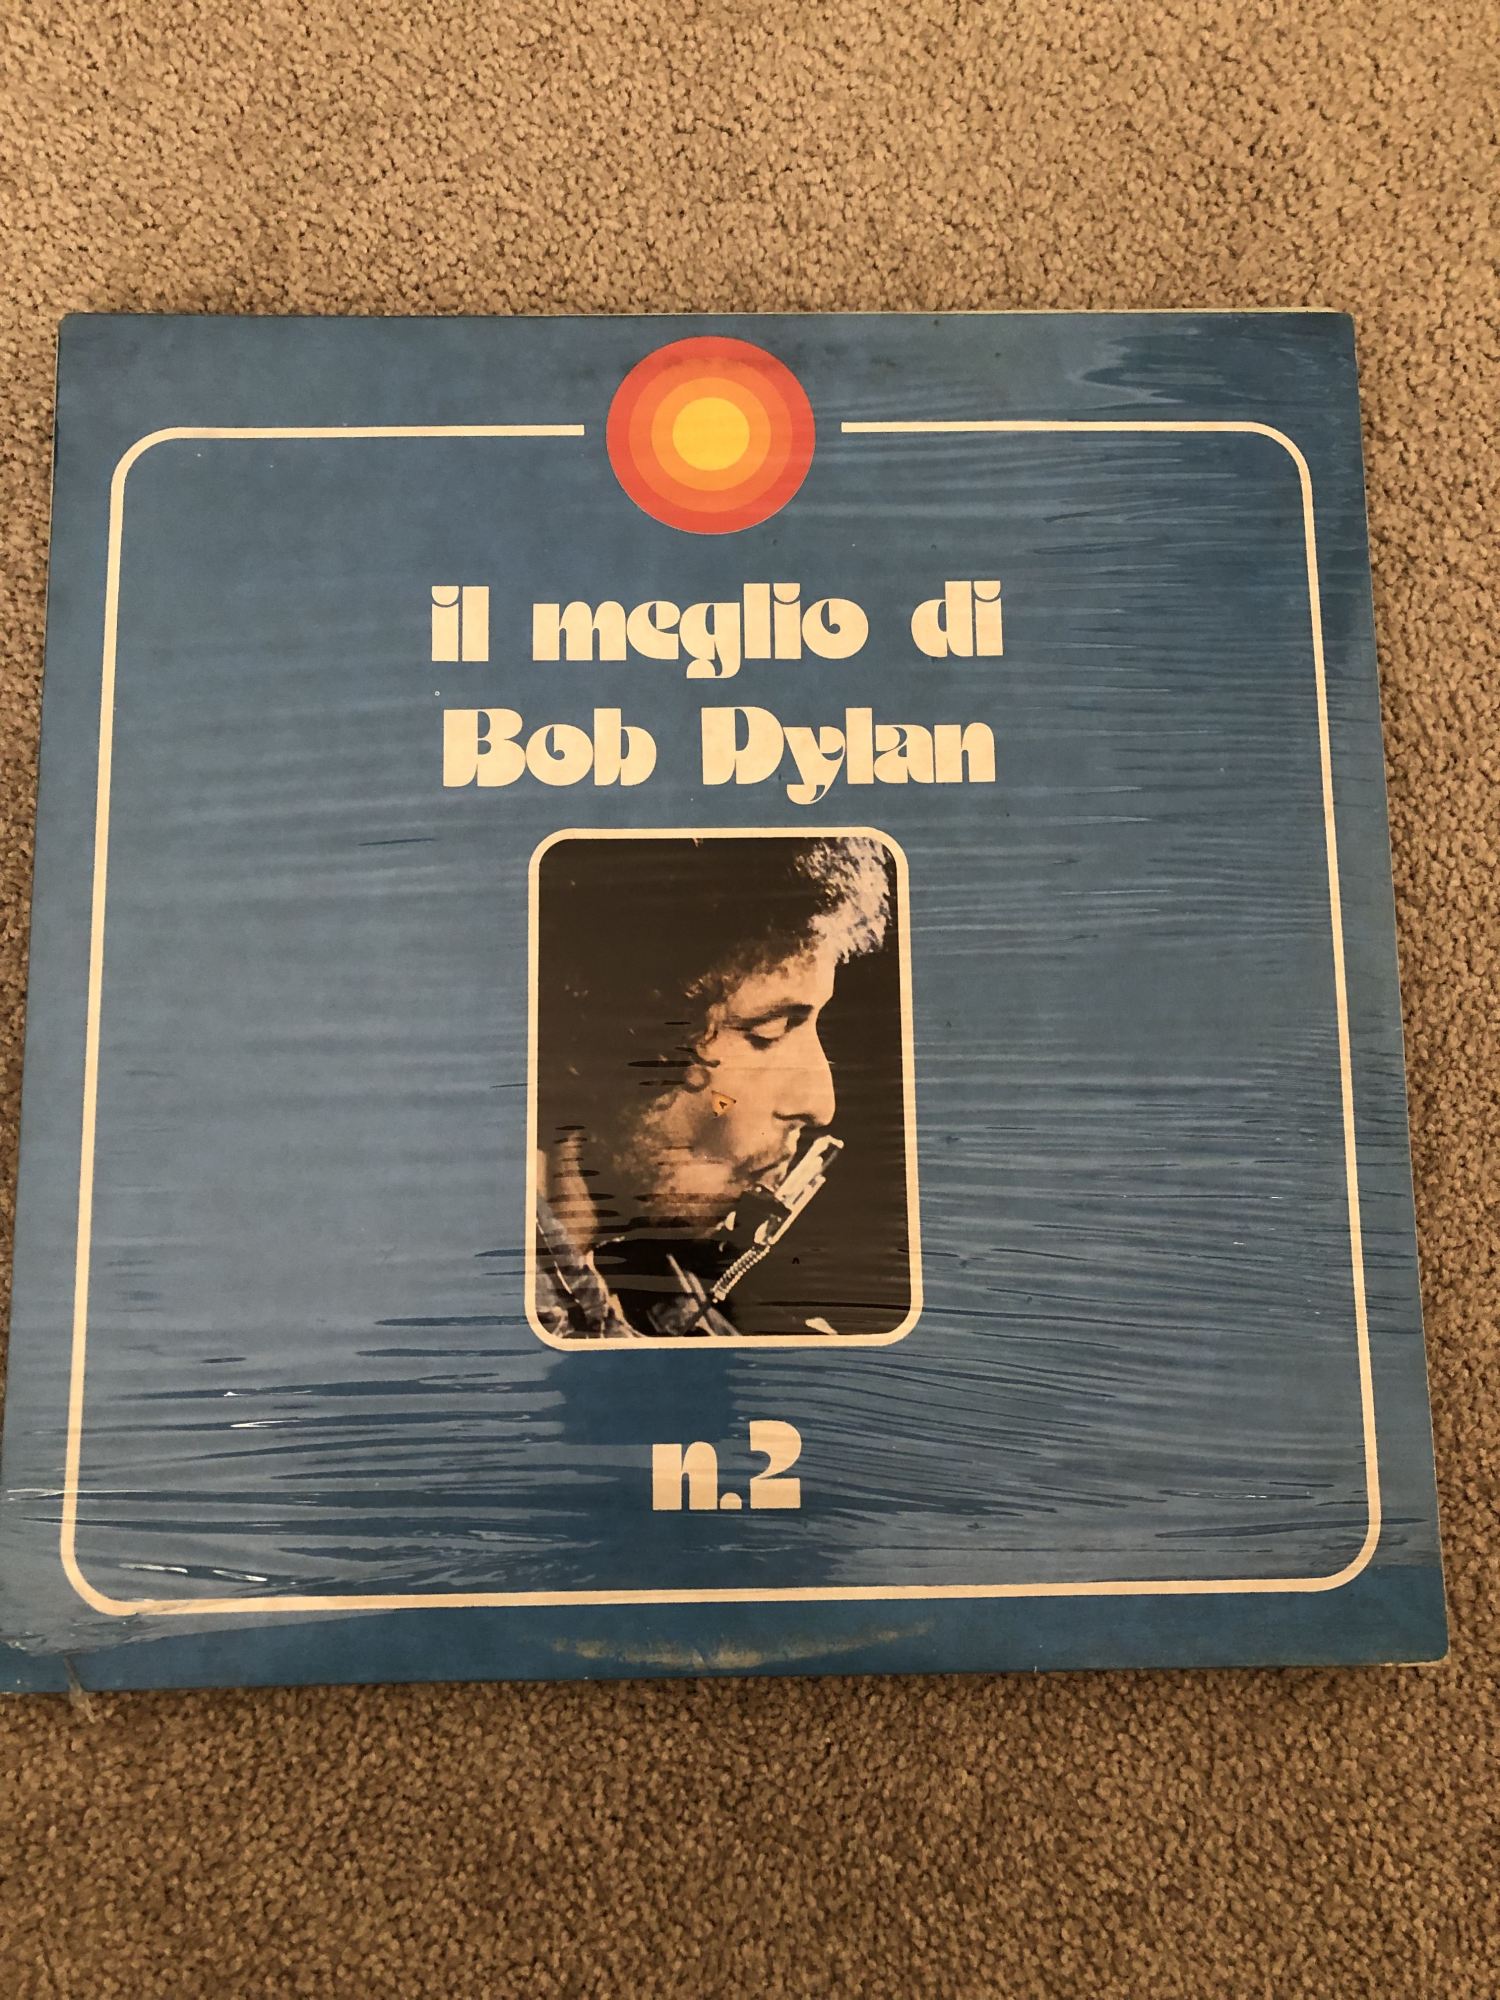 il meglio di
Bob Dylan
n.2